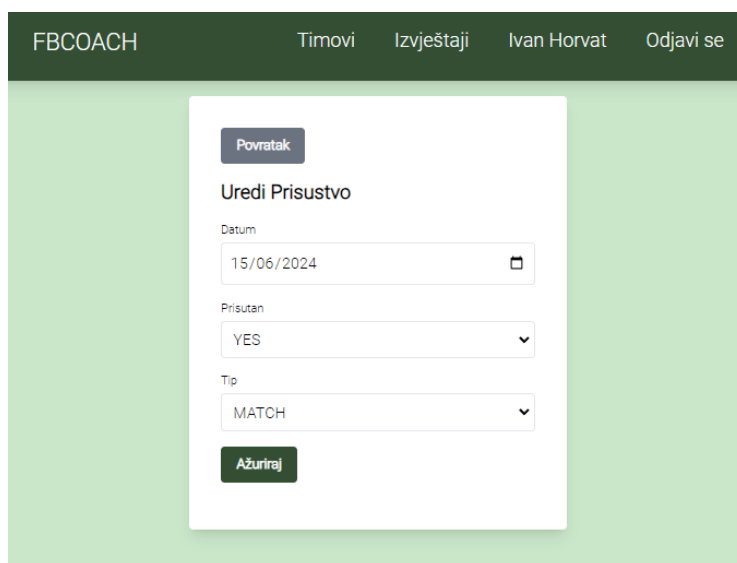 FBCOACH Timovi Izvještaji Ivan Horvat Odjavi se
Povratak
Uredi Prisustvo
Datum
15/06/2024
Prisutan
YES
Tip
MATCH
Ažuriraj